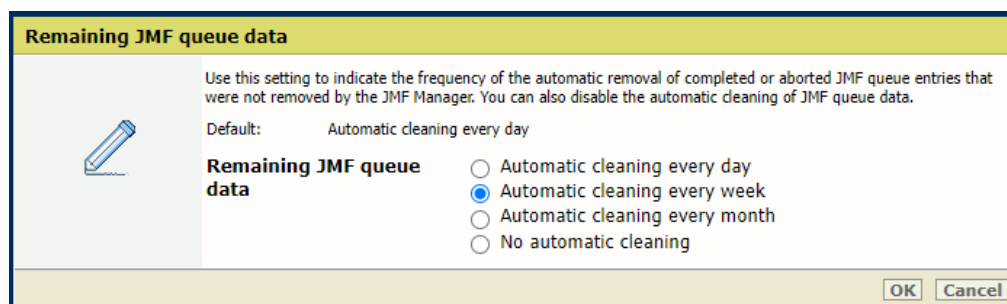 Remaining JMF queue data
Use this setting to indicate the frequency of the automatic removal of completed or aborted JMF queue entries that
were not removed by the JMF Manager. You can also disable the automatic cleaning of JMF queue data.
Default: Automatic cleaning every day
Remaining JMF queue
data
Automatic cleaning every day
Automatic cleaning every week
Automatic cleaning every month
No automatic cleaning
OK Cancel